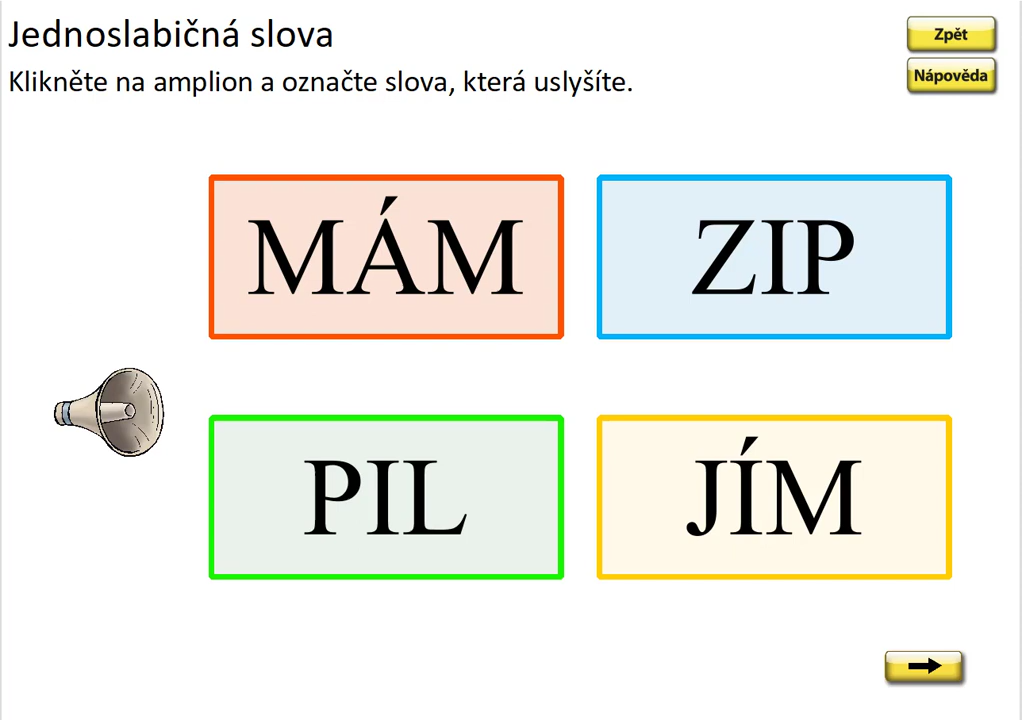 Jednoslabičná slova
Zpět
Klikněte na amplion a označte slova, která uslyšíte.
Nápověda
MÁM
ZIP
PIL
JÍM